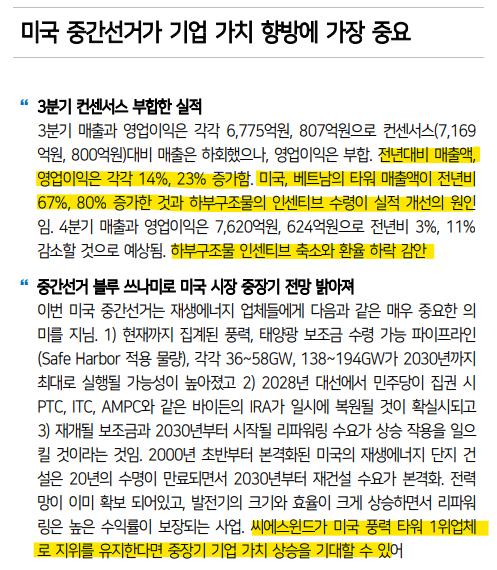 미국 중간선거가 기업 가치 향방에 가장 중요
“ 3분기 컨센서스 부합한 실적
3분기 매출과 영업이익은 각각 6,775억원, 807억원으로 컨센서스(7,169
억원, 800억원)대비 매출은 하회했으나, 영업이익은 부합. 전년대비 매출액,
영업이익은 각각 14%, 23% 증가함. 미국, 베트남의 타워 매출액이 전년비
67%, 80% 증가한 것과 하부구조물의 인센티브 수령이 실적 개선의 원인
임. 4분기 매출과 영업이익은 7,620억원, 624억원으로 전년비 3%, 11%
감소할 것으로 예상됨. 하부구조물 인센티브 축소와 환율 하락 감안
“ 중간선거 블루 쓰나미로 미국 시장 중장기 전망 밝아져
이번 미국 중간선거는 재생에너지 업체들에게 다음과 같은 매우 중요한 의
미를 지님. 1) 현재까지 집계된 풍력, 태양광 보조금 수령 가능 파이프라인
(Safe Harbor 적용 물량), 각각 36~58GW, 138~194GW가 2030년까지
최대로 실행될 가능성이 높아졌고 2) 2028년 대선에서 민주당이 집권 시
PTC, ITC, AMPC와 같은 바이든의 IRA가 일시에 복원될 것이 확실시되고
3) 재개될 보조금과 2030년부터 시작될 리파워링 수요가 상승 작용을 일으
킬 것이라는 것임. 2000년 초반부터 본격화된 미국의 재생에너지 단지 건
설은 20년의 수명이 만료되면서 2030년부터 재건설 수요가 본격화. 전력
망이 이미 확보 되어있고, 발전기의 크기와 효율이 크게 상승하면서 리파워
링은 높은 수익률이 보장되는 사업. 씨에스윈드가 미국 풍력 타워 1위업체
로 지위를 유지한다면 중장기 기업 가치 상승을 기대할 수 있어